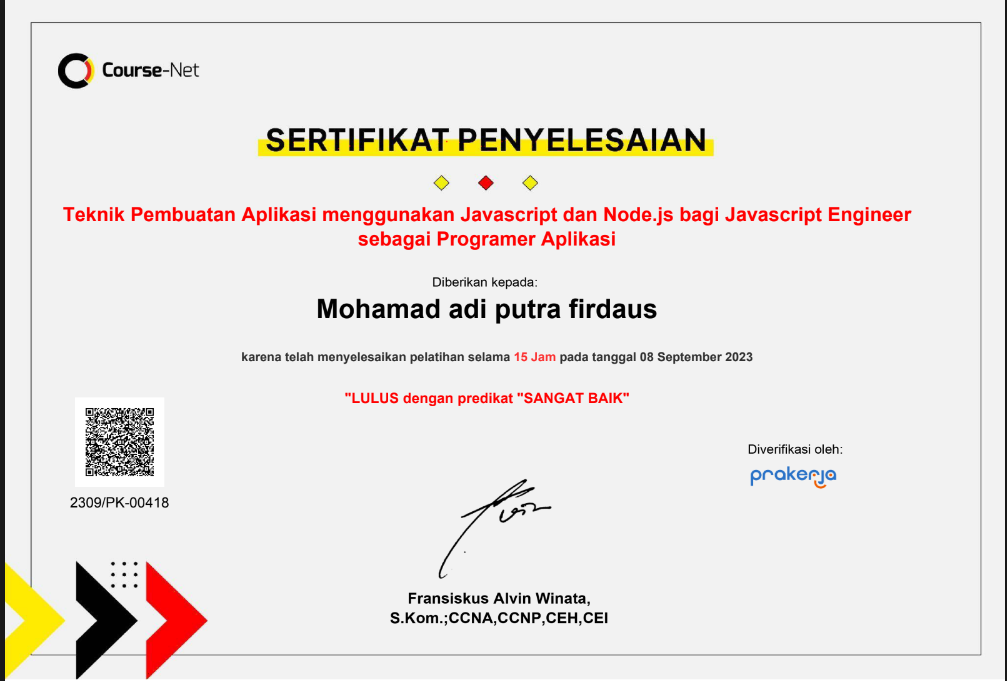 Course-Net
SERTIFIKAT PENYELESAIAN
Teknik Pembuatan Aplikasi menggunakan Javascript dan Node.js bagi Javascript Engineer
sebagai Programer Aplikasi
Diberikan kepada:
Mohamad adi putra firdaus
karena telah menyelesaikan pelatihan selama 15 Jam pada tanggal 08 September 2023
"LULUS dengan predikat "SANGAT BAIK"
Diverifikasi oleh:
prakerja
2309/PK-00418
Fransiskus Alvin Winata,
S.Kom.;CCNA,CCNP,CEH,CEI